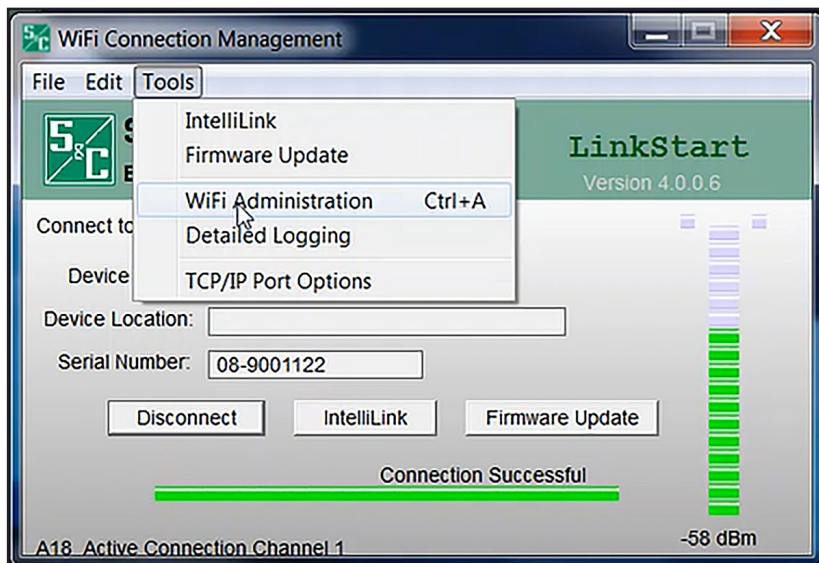 S&C WiFi Connection Management
File Edit Tools
S&C
IntelliLink
Firmware Update
WiFi Administration Ctrl+A
Detailed Logging
TCP/IP Port Options
LinkStart
Version 4.0.0.6
Connect to
Device
Device Location:
Serial Number: 08-9001122
Disconnect IntelliLink Firmware Update
Connection Successful
-58 dBm
A18 Active Connection Channel 1